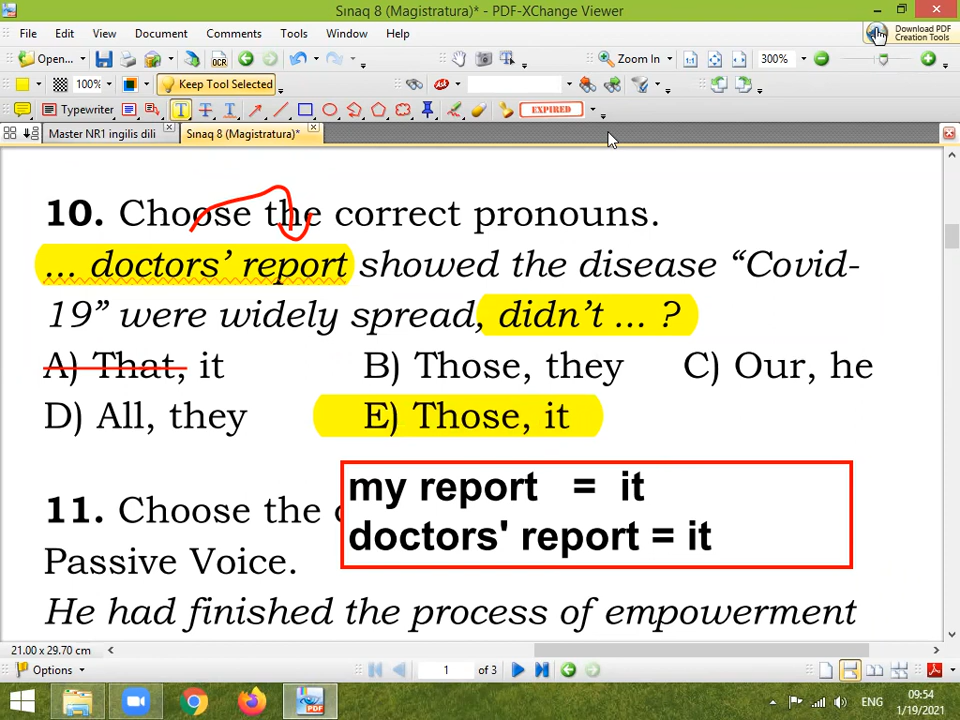 Sınaq 8 (Magistratura)* - PDF-XChange Viewer
File Edit View Document Comments Tools Window Help
Download PDF
Creation Tools
Open... OCR Zoom In 300%
100% Keep Tool Selected
Typewriter T T T EXPIRED
Master NR1 ingilis dili x Sınaq 8 (Magistratura)* x
10. Choose the correct pronouns.
... doctors’ report showed the disease “Covid-
19” were widely spread, didn’t ... ?
A) That, it B) Those, they C) Our, he
D) All, they E) Those, it
my report = it
doctors' report = it
11. Choose the
Passive Voice.
He had finished the process of empowerment
21.00 x 29.70 cm
Options 1 of 3
ENG 09:54
1/19/2021